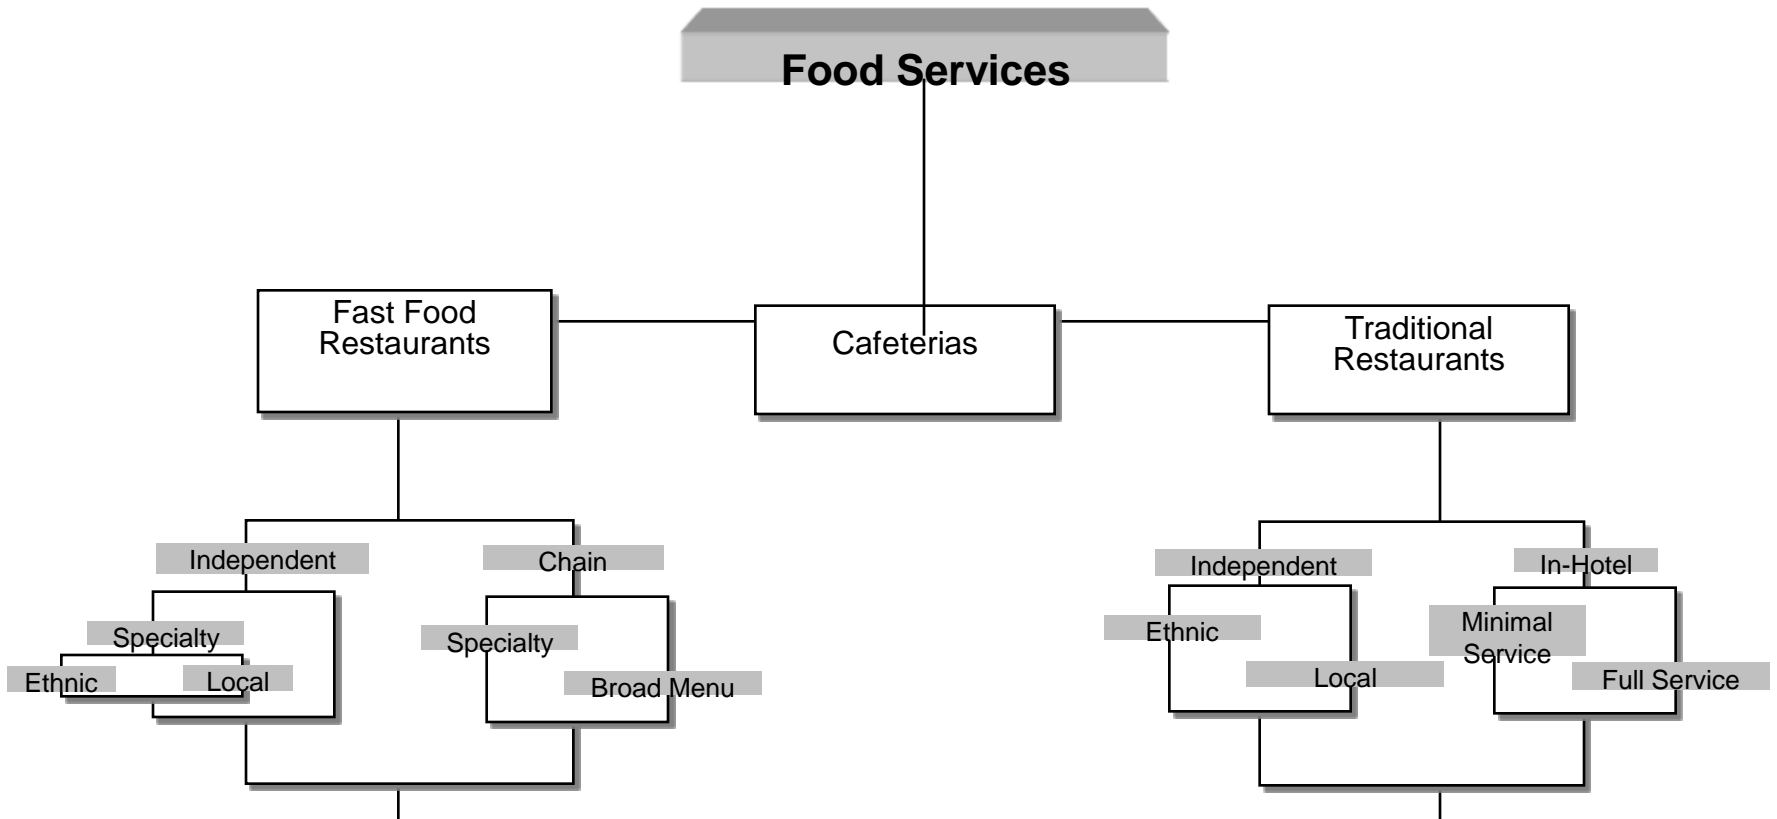 Food Services
Fast Food
Restaurants
Cafeterias
Traditional
Restaurants
Independent
Chain
Independent
In-Hotel
Specialty
Ethnic
Local
Specialty
Broad Menu
Ethnic
Local
Minimal
Service
Full Service